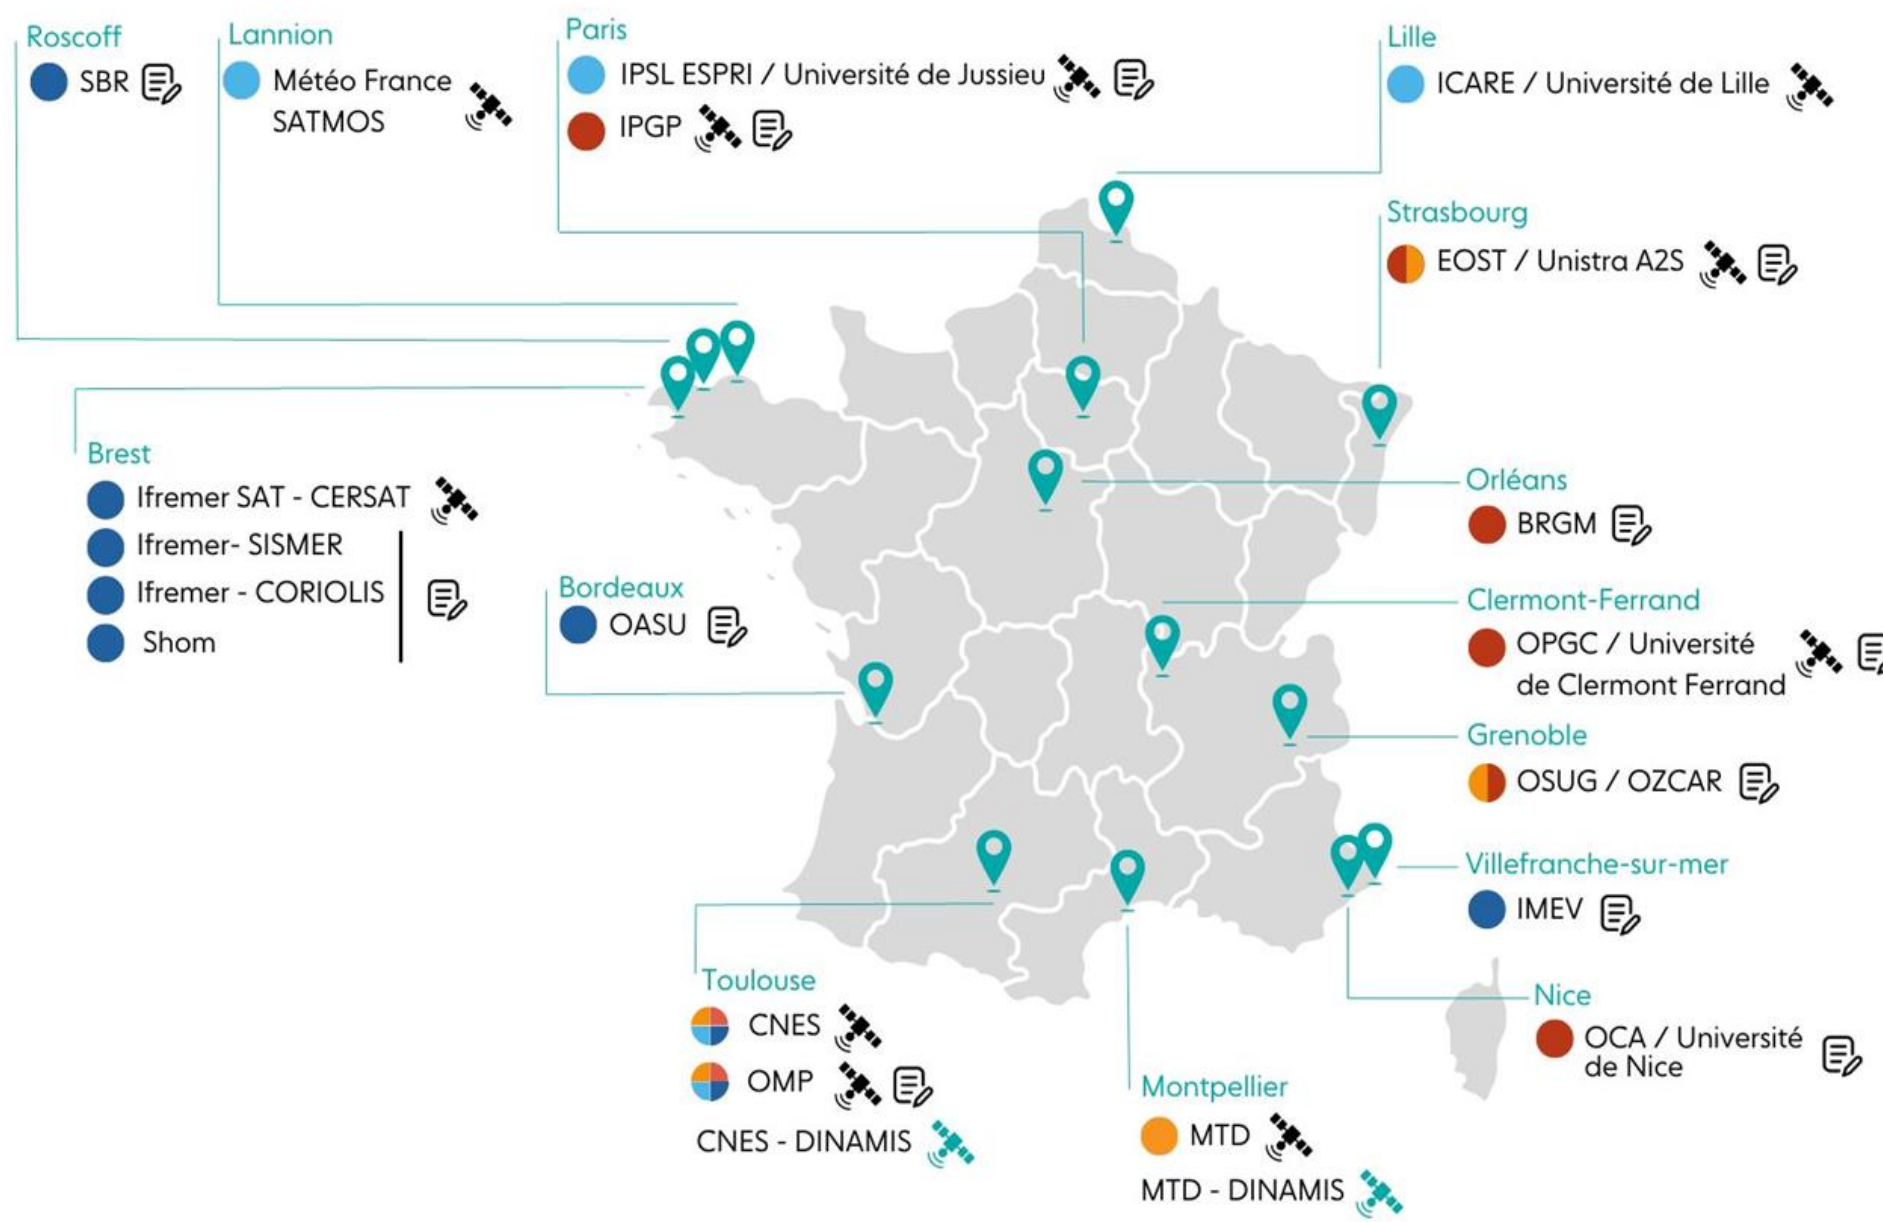 Roscoff
SBR
Lannion
Météo France
SATMOS
Paris
IPSL ESPRI / Université de Jussieu
IPGP
Lille
ICARE / Université de Lille
Strasbourg
EOST / Unistra A2S
Brest
Ifremer SAT - CERSAT
Ifremer- SISMER
Ifremer - CORIOLIS
Shom
Bordeaux
OASU
Orléans
BRGM
Clermont-Ferrand
OPGC / Université
de Clermont Ferrand
Grenoble
OSUG / OZCAR
Villefranche-sur-mer
IMEV
Nice
OCA / Université
de Nice
Toulouse
CNES
OMP
CNES - DINAMIS
Montpellier
MTD
MTD - DINAMIS